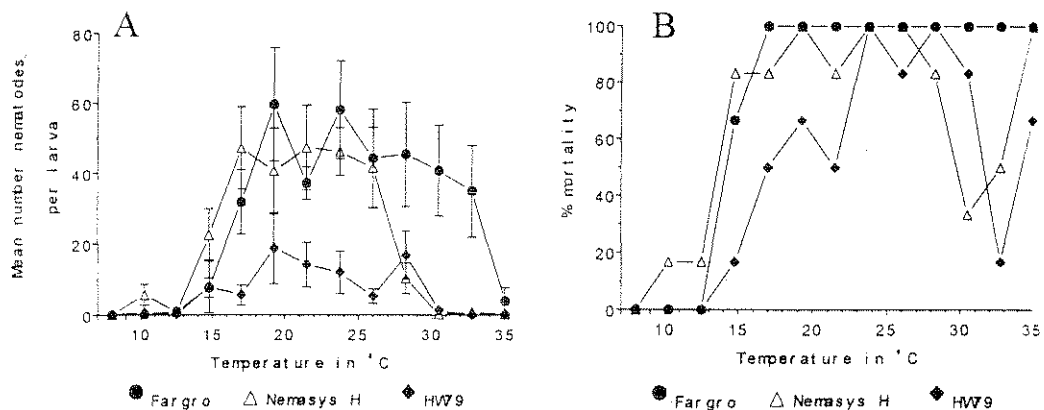 A
Mean number nematodes
per larva
80
60
40
20
0
10 15 20 25 30 35
Temperature in °C
Fargro Nemasys H HW79
B
% mortality
100
80
60
40
20
0
10 15 20 25 30 35
Temperature in °C
Fargro Nemasys H HW79